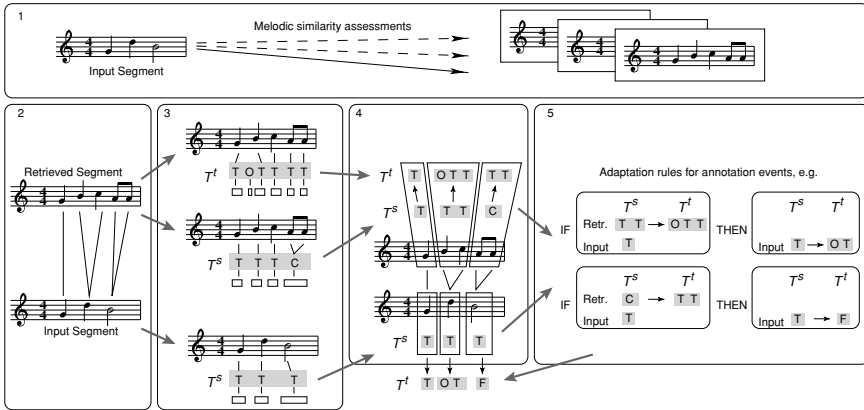 1
Melodic similarity assessments
Input Segment
2
Retrieved Segment
Input Segment
3
T^t T O T T T T
T^s T T T C
T^s T T T
4
T^t T O T T T T
T^s T T T C
T^s T T T
T^t T O T F
5
Adaptation rules for annotation events, e.g.
T^s T^t T^s T^t
IF Retr. T T O T T THEN
Input T Input T O T
T^s T^t T^s T^t
IF Retr. C T T THEN
Input T Input T F